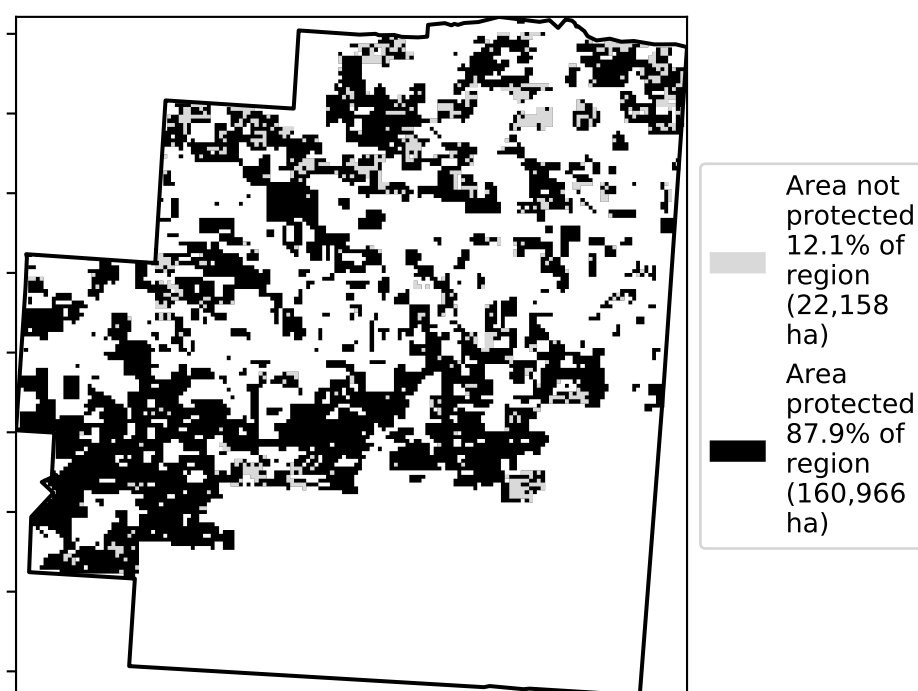 Area not
protected
12.1% of
region
(22,158
ha)
Area
protected
87.9% of
region
(160,966
ha)